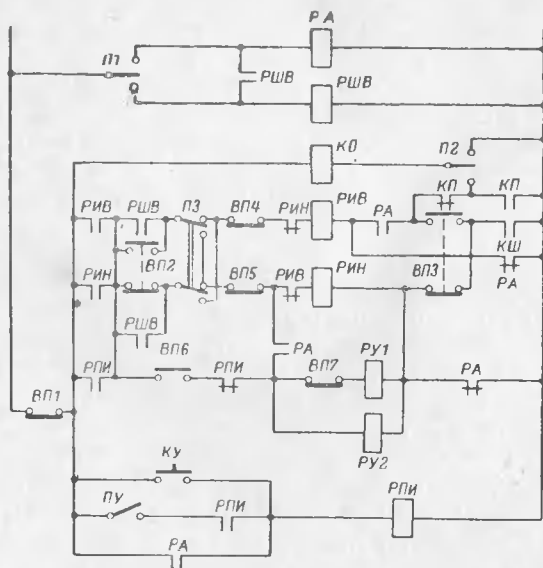 РА
П1
РШВ
РШВ
КО
П2
КП
КП
РИВ
РШВ
П3
ВП4
РИН
РИВ
РА
КШ
ВП2
РИН
ВП5
РИВ
РИН
ВП3
РА
РШВ
РА
РПИ
ВП6
РПИ
ВП7
РУ1
РА
ВП1
РУ2
КУ
ПУ
РПИ
РПИ
РА